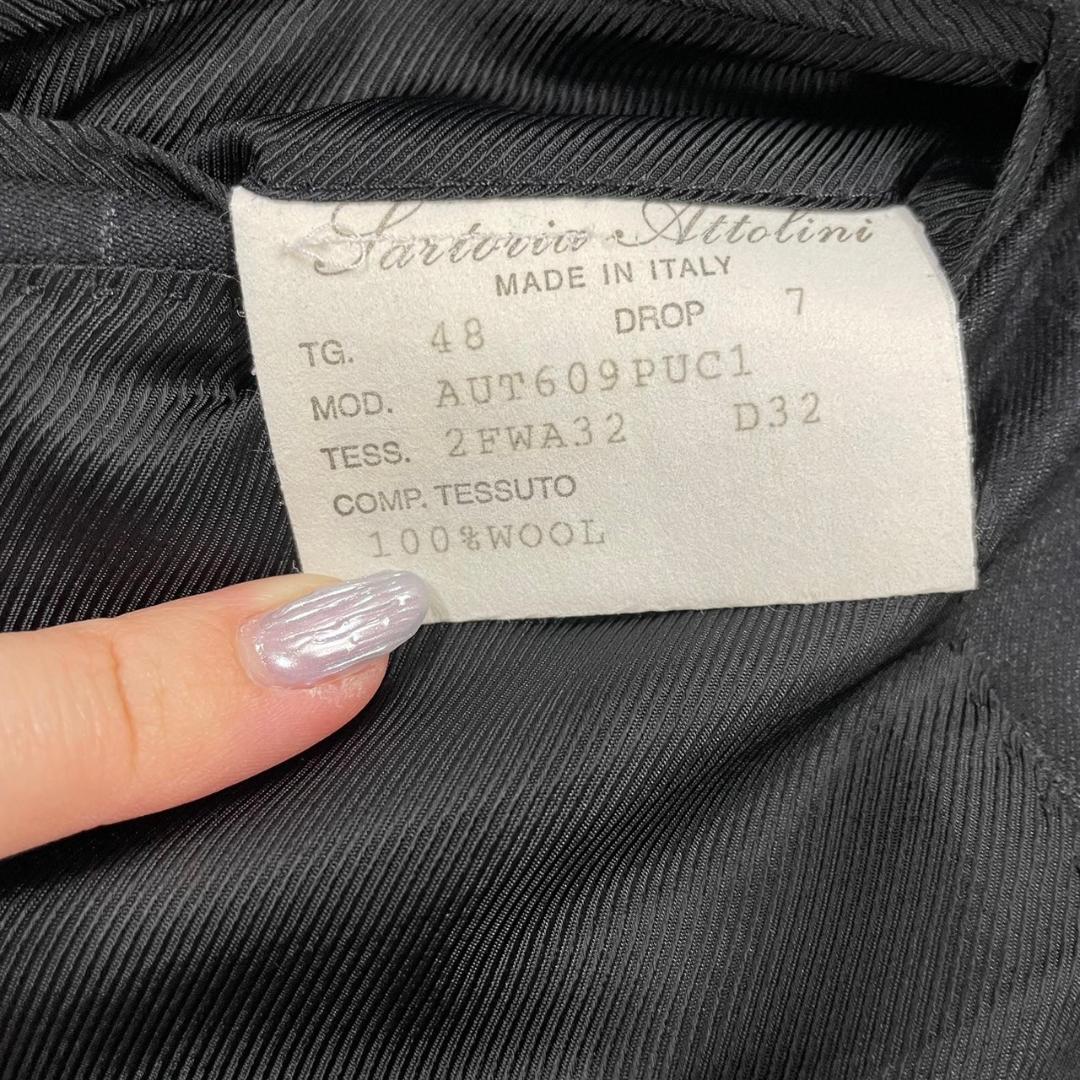 Sartoria Attolini
MADE IN ITALY
TG. 48 DROP 7
MOD. AUT609PUC1
TESS. 2FWA32 D32
COMP. TESSUTO
100%WOOL